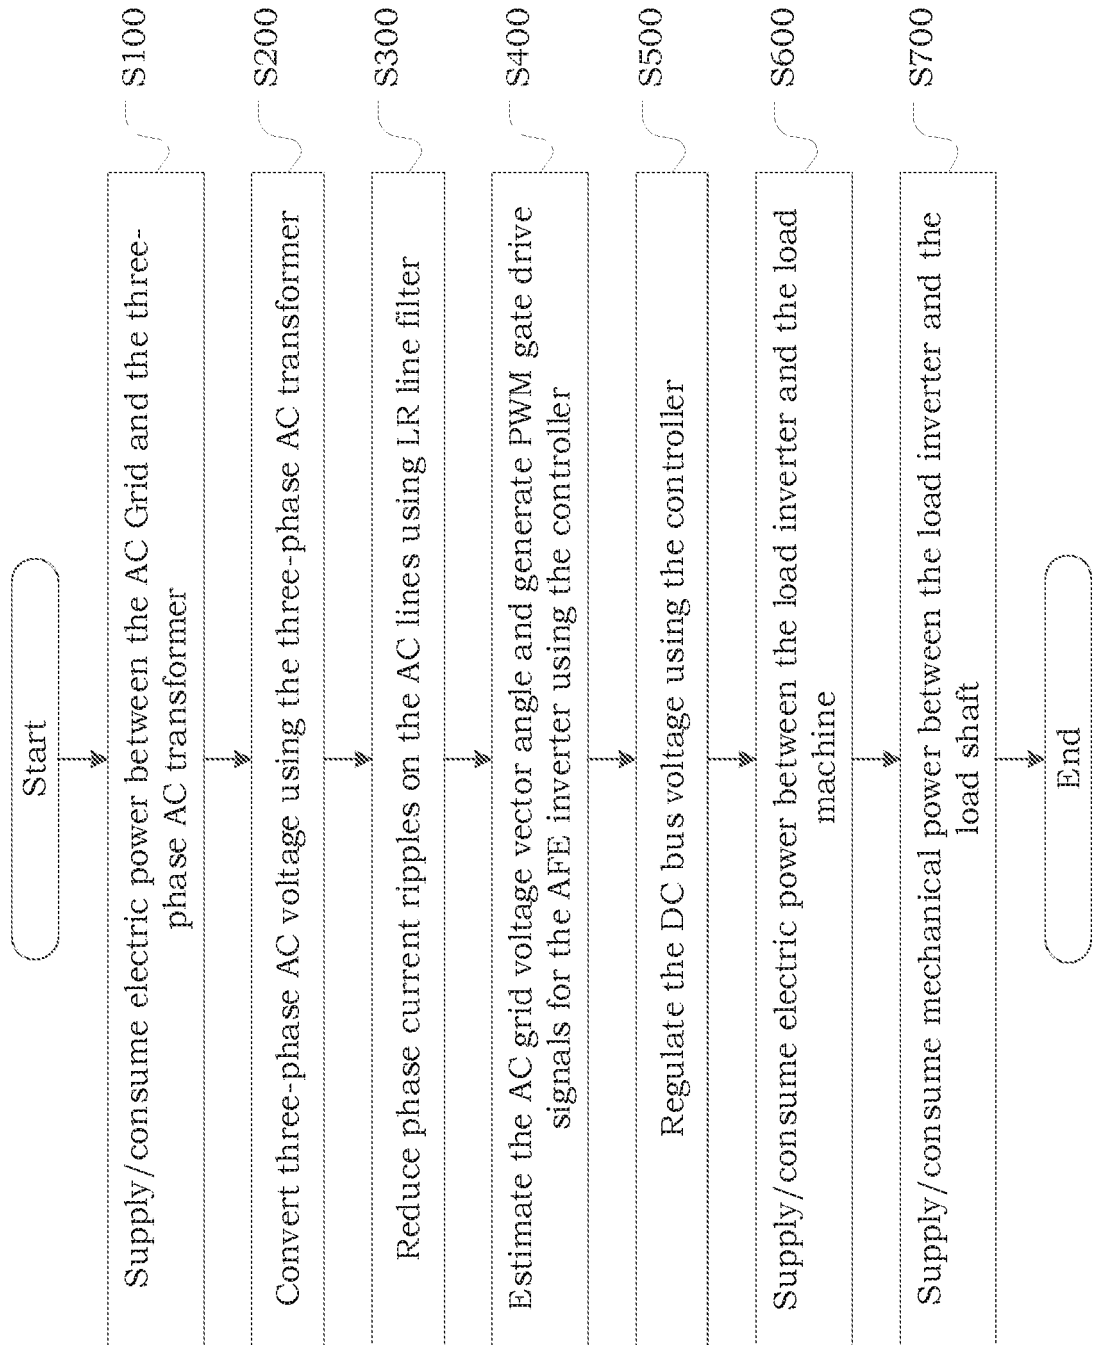 Start
Supply/consume electric power between the AC Grid and the three-
phase AC transformer
S100
Convert three-phase AC voltage using the three-phase AC transformer
S200
Reduce phase current ripples on the AC lines using LR line filter
S300
Estimate the AC grid voltage vector angle and generate PWM gate drive
signals for the AFE inverter using the controller
S400
Regulate the DC bus voltage using the controller
S500
Supply/consume electric power between the load inverter and the load
machine
S600
Supply/consume mechanical power between the load inverter and the
load shaft
S700
End